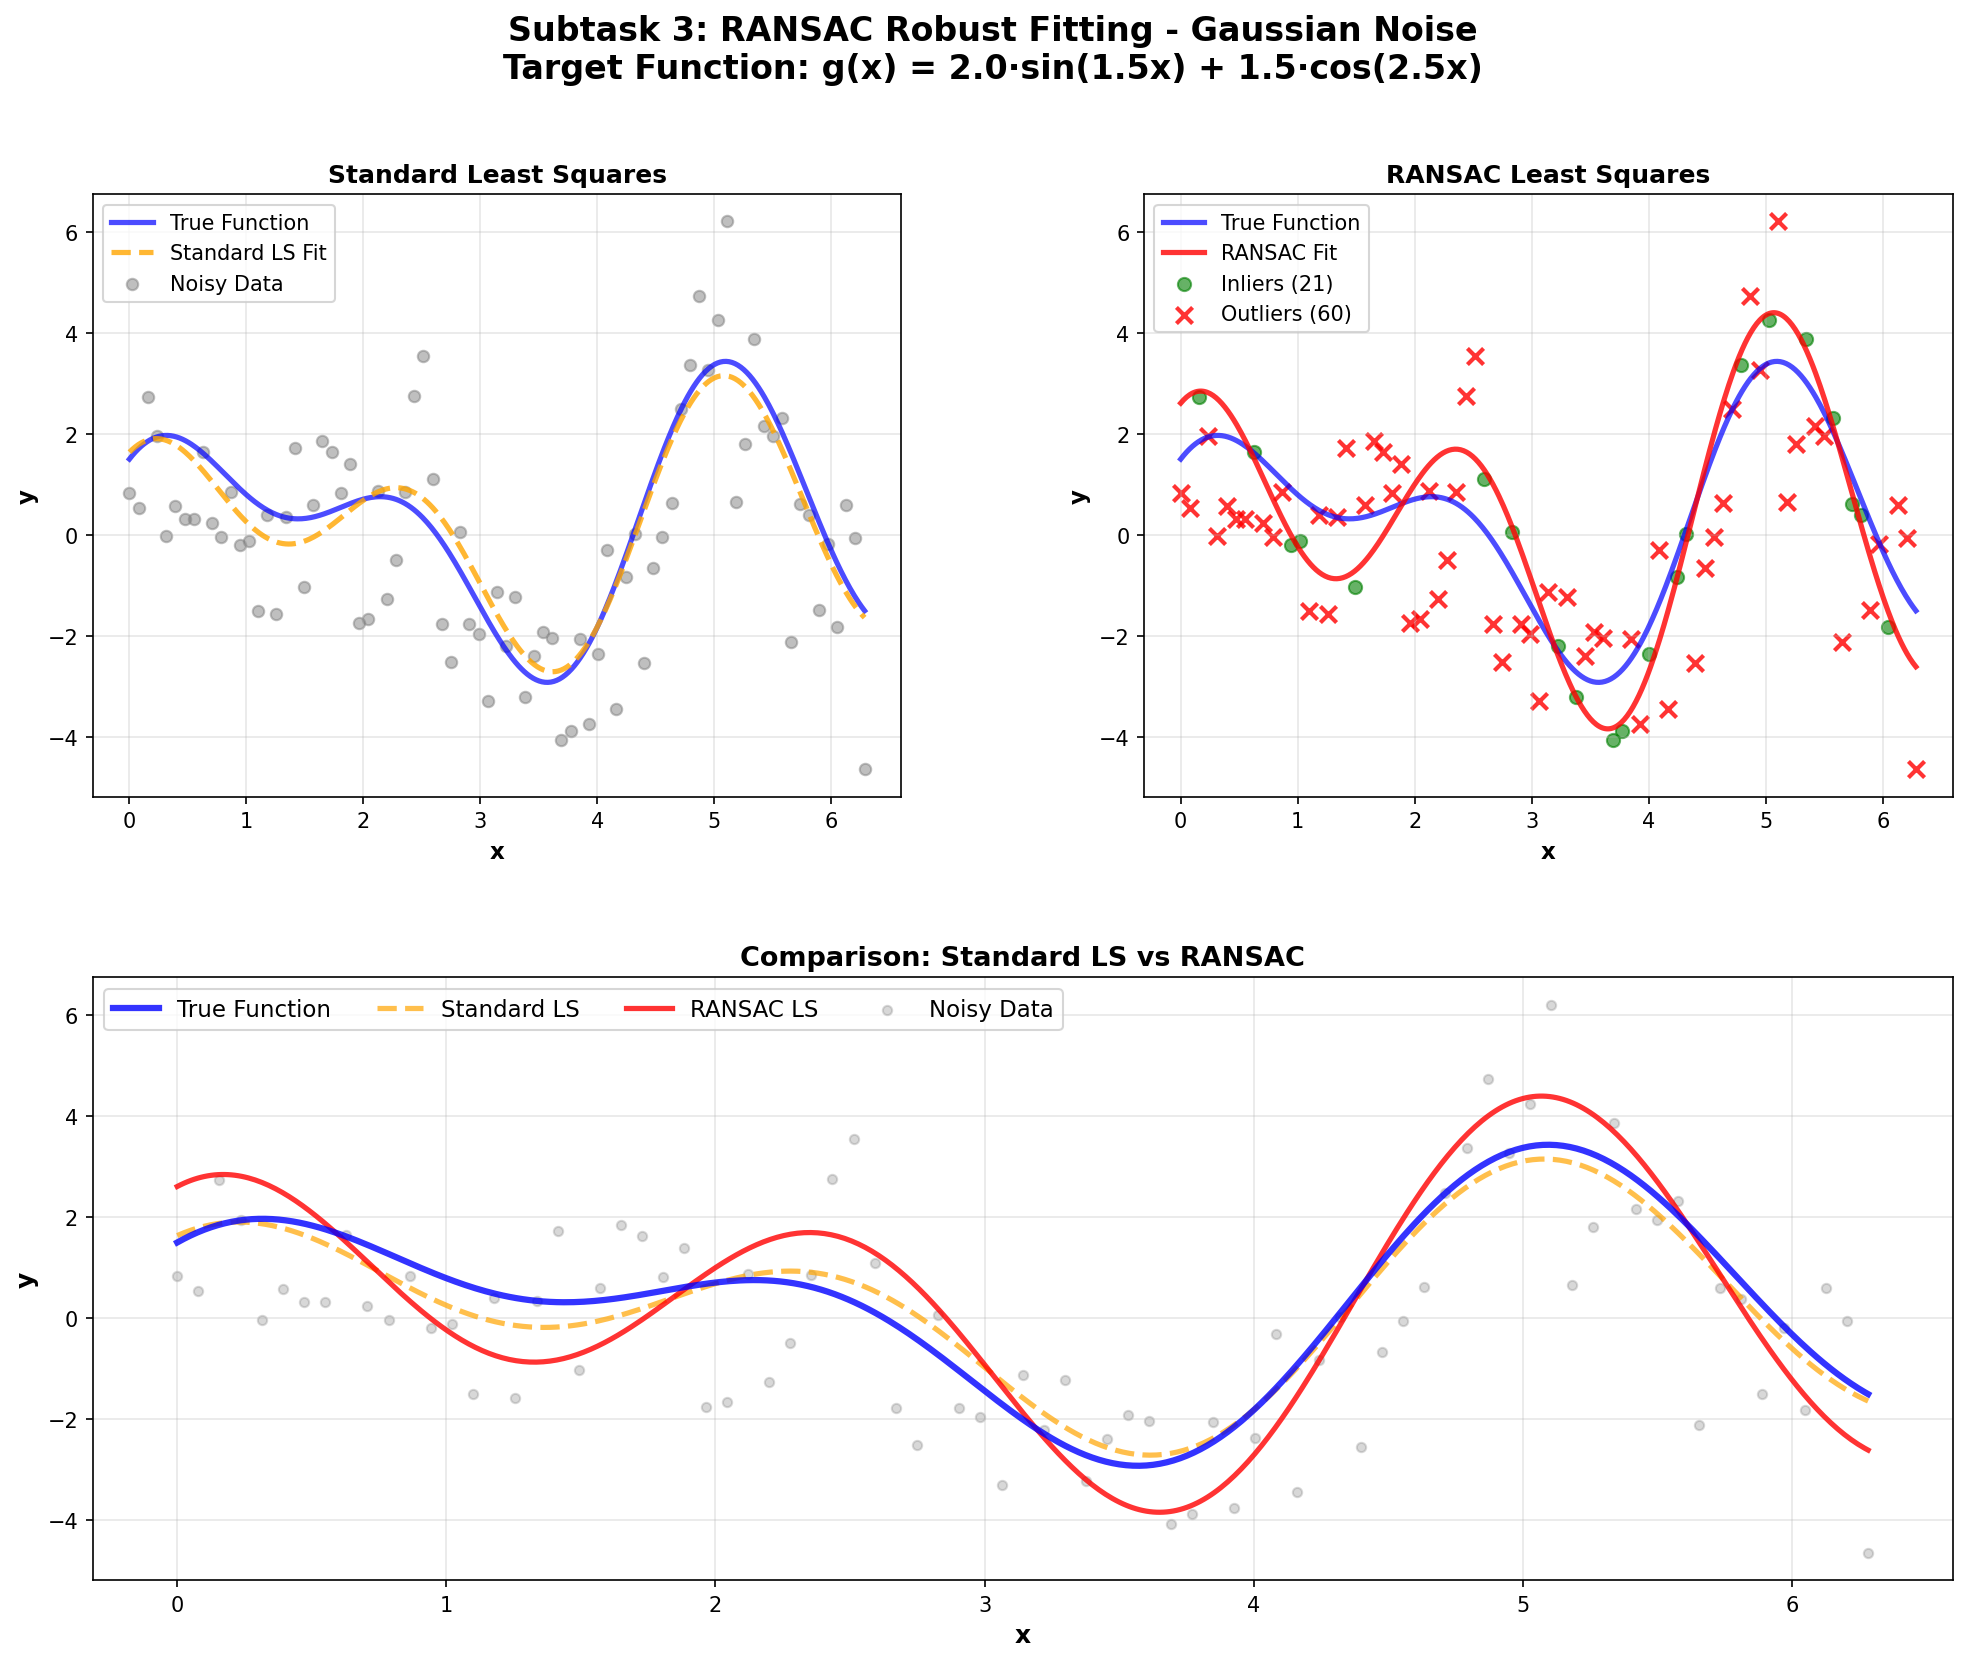 Subtask 3: RANSAC Robust Fitting - Gaussian Noise
Target Function: g(x) = 2.0·sin(1.5x) + 1.5·cos(2.5x)
Standard Least Squares
True Function
Standard LS Fit
Noisy Data
6
4
2
0
−2
−4
y
0 1 2 3 4 5 6
x
RANSAC Least Squares
True Function
RANSAC Fit
Inliers (21)
Outliers (60)
6
4
2
0
−2
−4
y
0 1 2 3 4 5 6
x
Comparison: Standard LS vs RANSAC
True Function Standard LS RANSAC LS Noisy Data
6
4
2
0
−2
−4
y
0 1 2 3 4 5 6
x